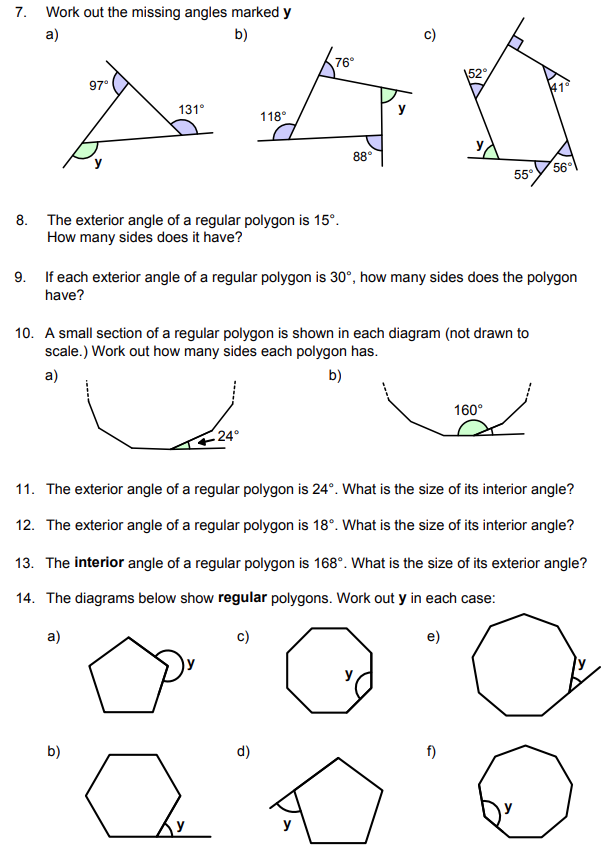 7. Work out the missing angles marked y
a) b) c)
97°
131°
y
76°
118°
y
88°
52°
41°
y
55°
56°
8. The exterior angle of a regular polygon is 15°.
How many sides does it have?
9. If each exterior angle of a regular polygon is 30°, how many sides does the polygon
have?
10. A small section of a regular polygon is shown in each diagram (not drawn to
scale.) Work out how many sides each polygon has.
a) b)
24°
160°
11. The exterior angle of a regular polygon is 24°. What is the size of its interior angle?
12. The exterior angle of a regular polygon is 18°. What is the size of its interior angle?
13. The interior angle of a regular polygon is 168°. What is the size of its exterior angle?
14. The diagrams below show regular polygons. Work out y in each case:
a) c) e)
y
y
y
b) d) f)
y
y
y